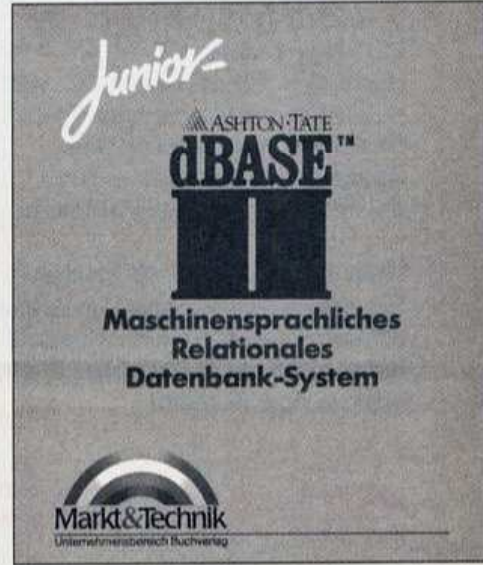 Junior
ASHTON·TATE
dBASE™
II
Maschinensprachliches
Relationales
Datenbank-System
Markt&Technik
Unternehmensbereich Buchverlag